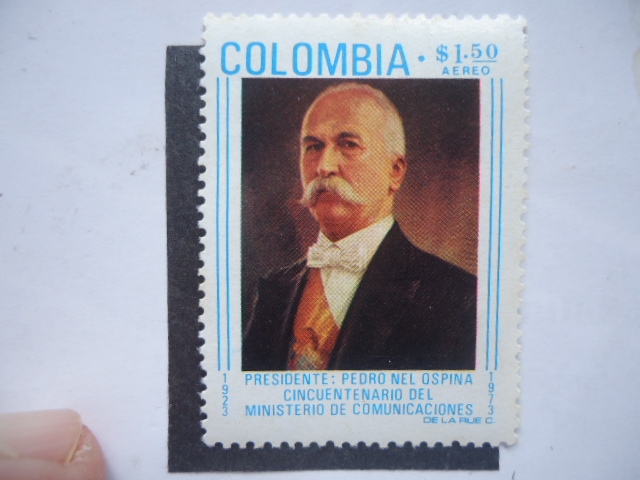 COLOMBIA • $1.50
AEREO
1923
PRESIDENTE: PEDRO NEL OSPINA
CINCUENTENARIO DEL
MINISTERIO DE COMUNICACIONES
1973
DE LA RUE C.